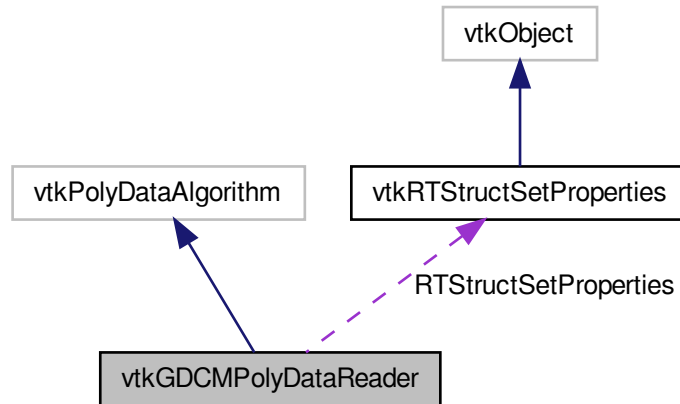 vtkObject
vtkPolyDataAlgorithm
vtkRTStructSetProperties
RTStructSetProperties
vtkGDCMPolyDataReader